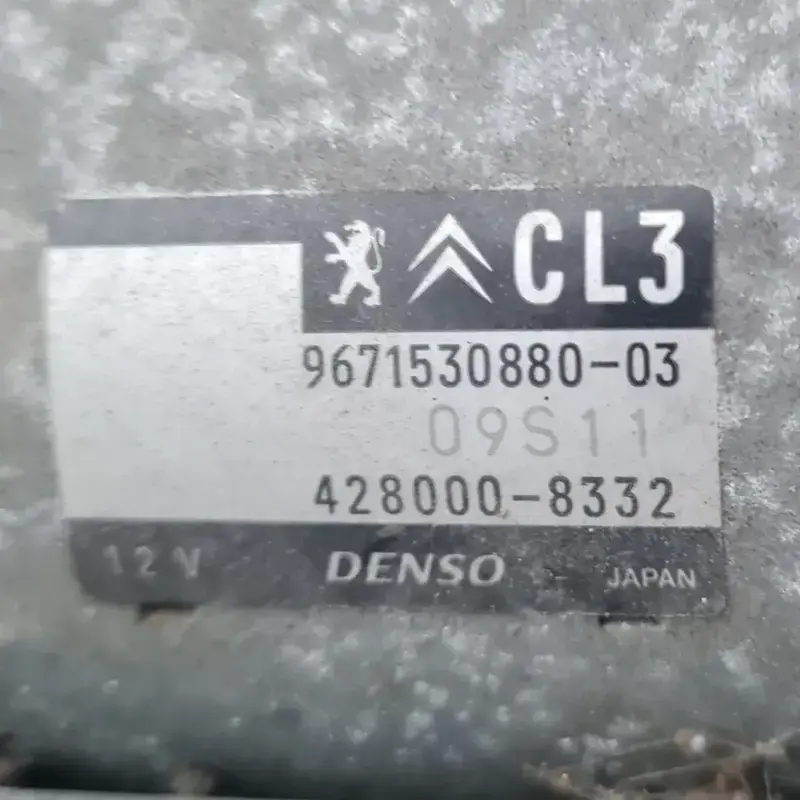 CL3
9671530880-03
09S11
428000-8332
12V DENSO JAPAN